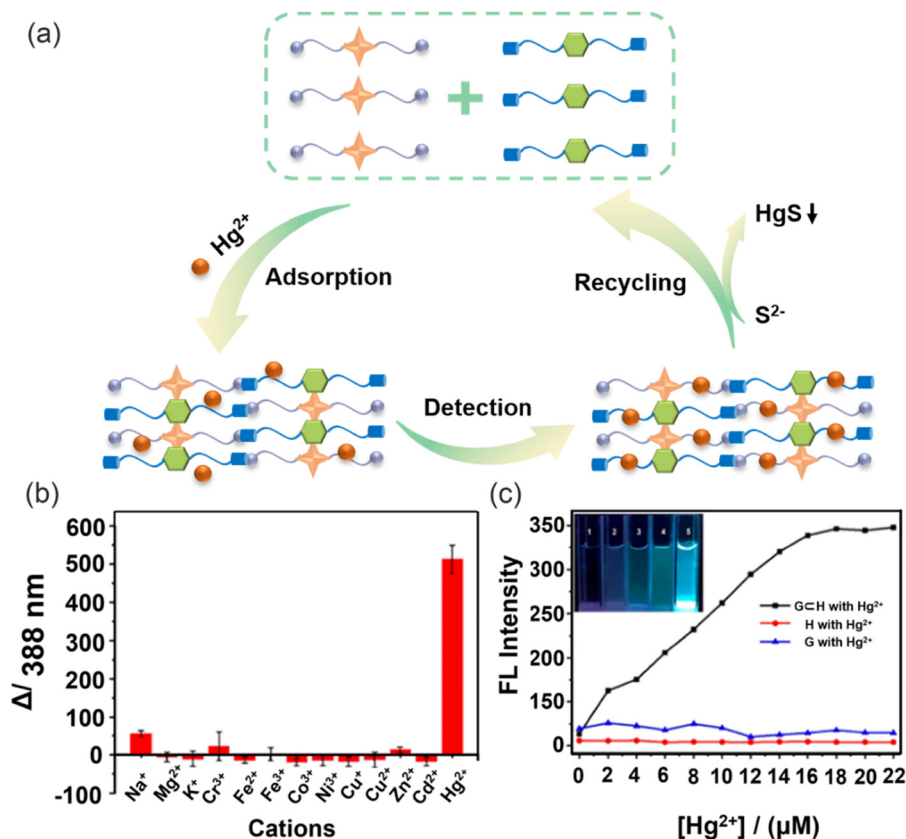 (a)
Hg²⁺
Adsorption
Recycling
HgS↓
S²⁻
Detection
(b)
600
500
400
300
200
100
0
-100
Δ/ 388 nm
Na⁺
Mg²⁺
K⁺
Cr³⁺
Fe²⁺
Fe³⁺
Co³⁺
Ni³⁺
Cu⁺
Cu²⁺
Zn²⁺
Cd²⁺
Hg²⁺
Cations
(c)
350
250
350
250
150
50
0
FL Intensity
1 2 3 4 5
G⊂H with Hg²⁺
H with Hg²⁺
G with Hg²⁺
0 2 4 6 8 10 12 14 16 18 20 22
[Hg²⁺] / (μM)